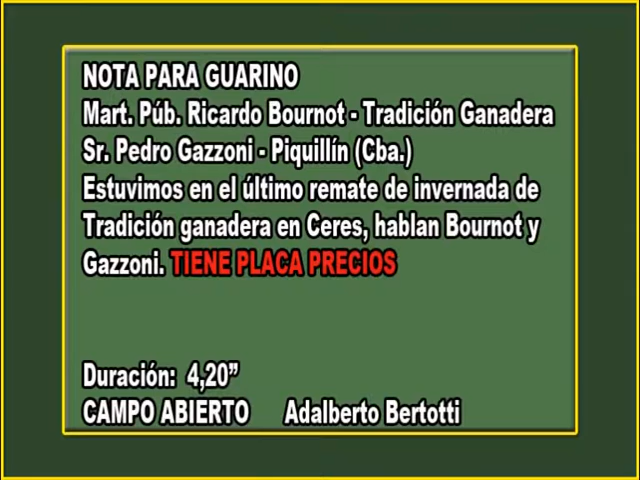 NOTA PARA GUARINO
Mart. Púb. Ricardo Bournot - Tradición Ganadera
Sr. Pedro Gazzoni - Piquillín (Cba.)
Estuvimos en el último remate de invernada de
Tradición ganadera en Ceres, hablan Bournot y
Gazzoni. TIENE PLACA PRECIOS
Duración: 4,20”
CAMPO ABIERTO Adalberto Bertotti